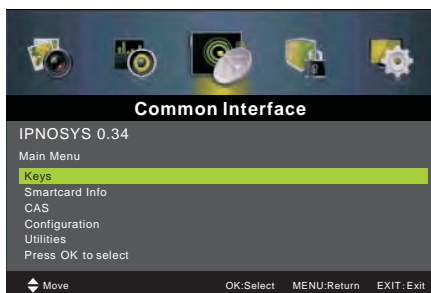 Common Interface
IPNOSYS 0.34
Main Menu
Keys
Smartcard Info
CAS
Configuration
Utilities
Press OK to select
Move OK:Select MENU:Return EXIT:Exit